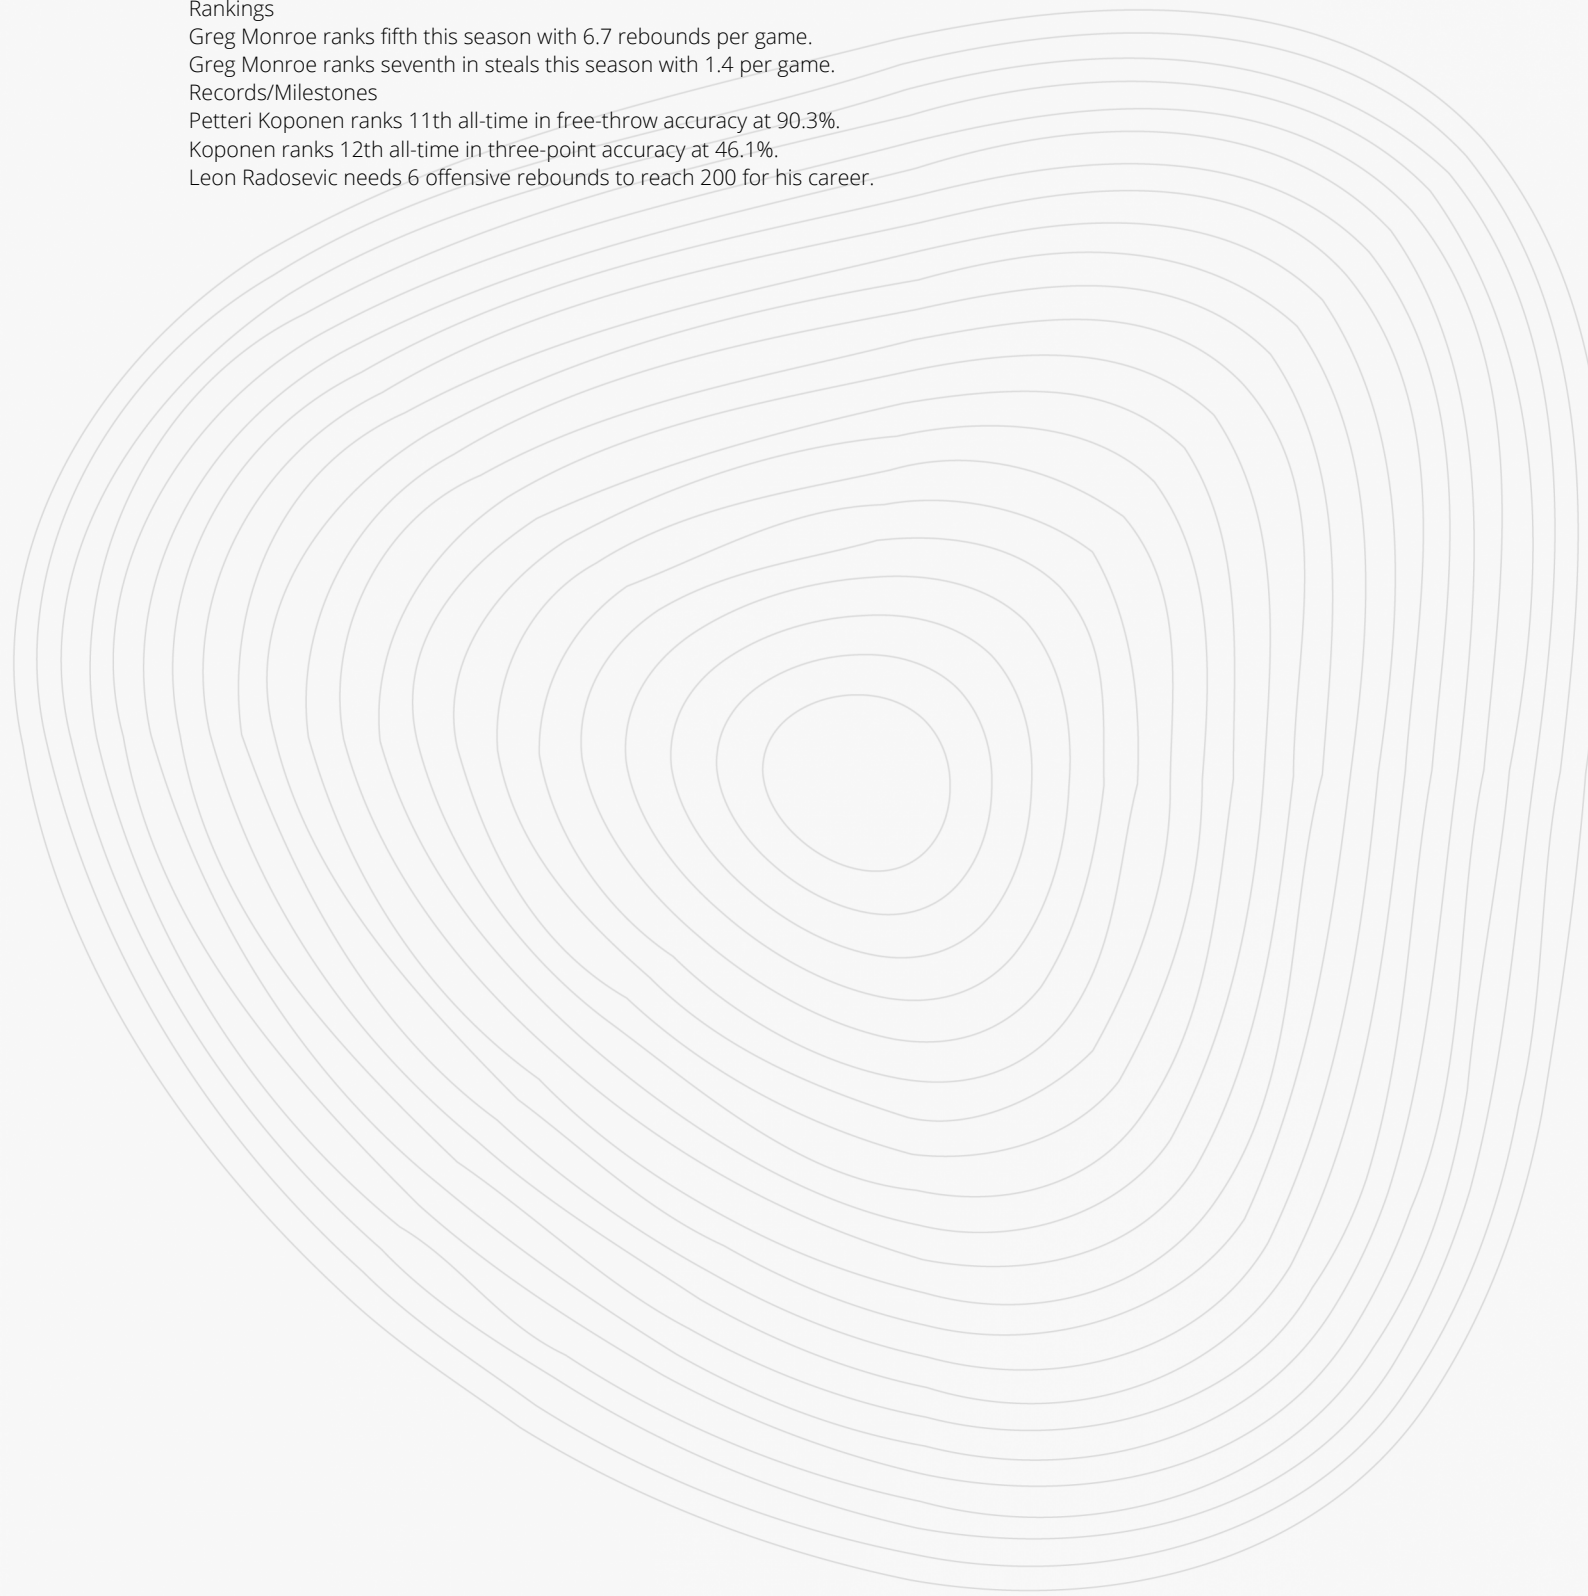 Rankings
Greg Monroe ranks fifth this season with 6.7 rebounds per game.
Greg Monroe ranks seventh in steals this season with 1.4 per game.
Records/Milestones
Petteri Koponen ranks 11th all-time in free-throw accuracy at 90.3%.
Koponen ranks 12th all-time in three-point accuracy at 46.1%.
Leon Radosevic needs 6 offensive rebounds to reach 200 for his career.